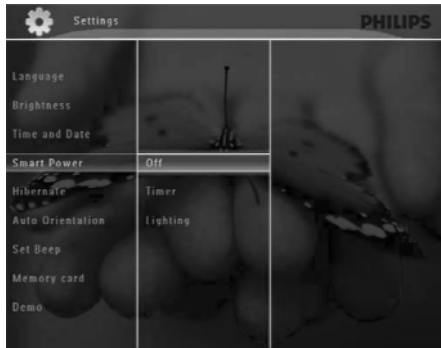 Settings
PHILIPS
Language
Brightness
Time and Date
Smart Power
Off
Hibernate
Timer
Auto Orientation
Lighting
Set Beep
Memory card
Demo